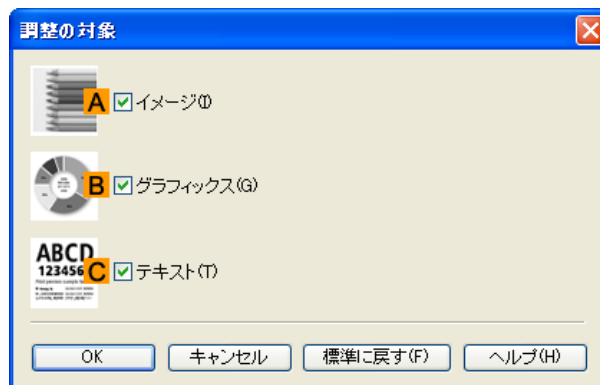 調整の対象
A イメージ(I)
B グラフィックス(G)
ABCD
123456
C テキスト(T)
OK キャンセル 標準に戻す(F) ヘルプ(H)